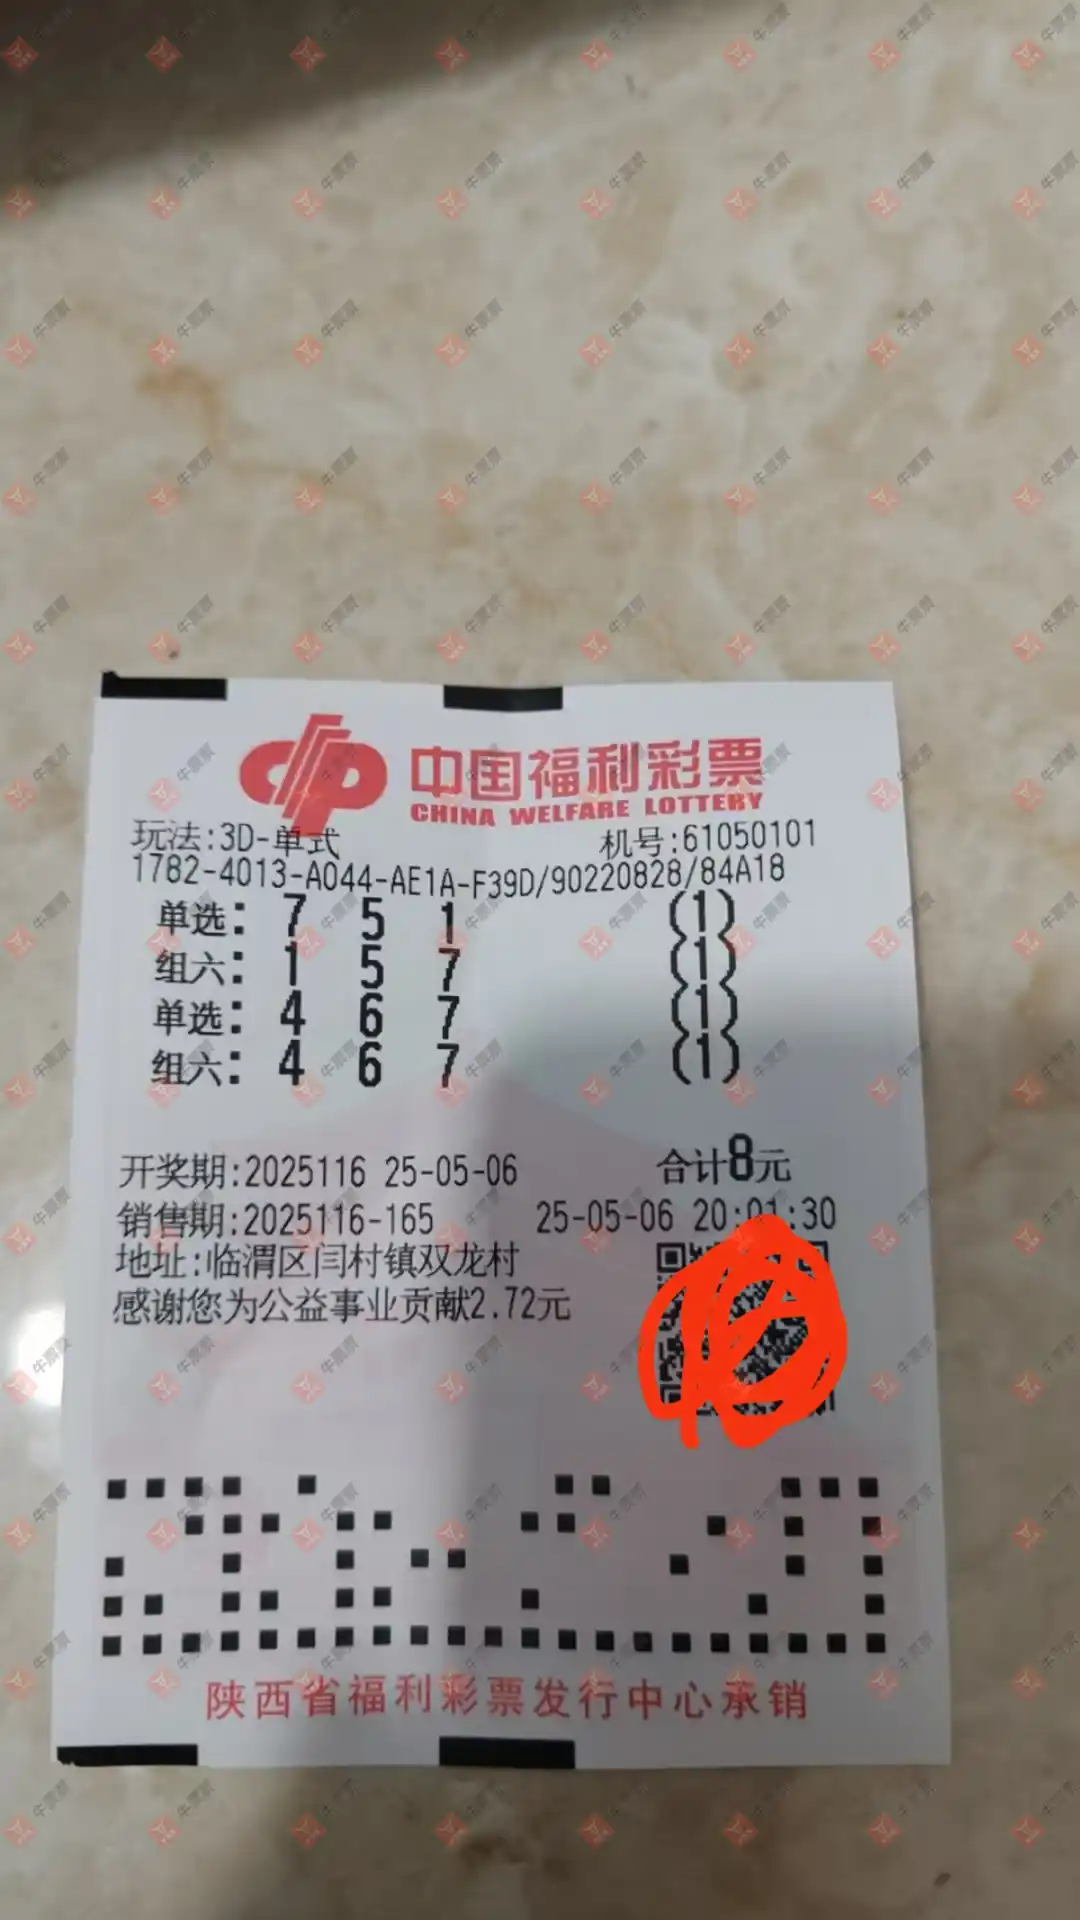 中国福利彩票
CHINA WELFARE LOTTERY
玩法:3D-单式 机号:61050101
1782-4013-A044-AE1A-F39D/90220828/84A18
单选: 7 5 1 (1)
组六: 1 5 7 (1)
单选: 4 6 7 (1)
组六: 4 6 7 (1)
开奖期:2025116 25-05-06 合计8元
销售期:2025116-165 25-05-06 20:01:30
地址:临渭区闫村镇双龙村
感谢您为公益事业贡献2.72元
陕西省福利彩票发行中心承销
牛票票